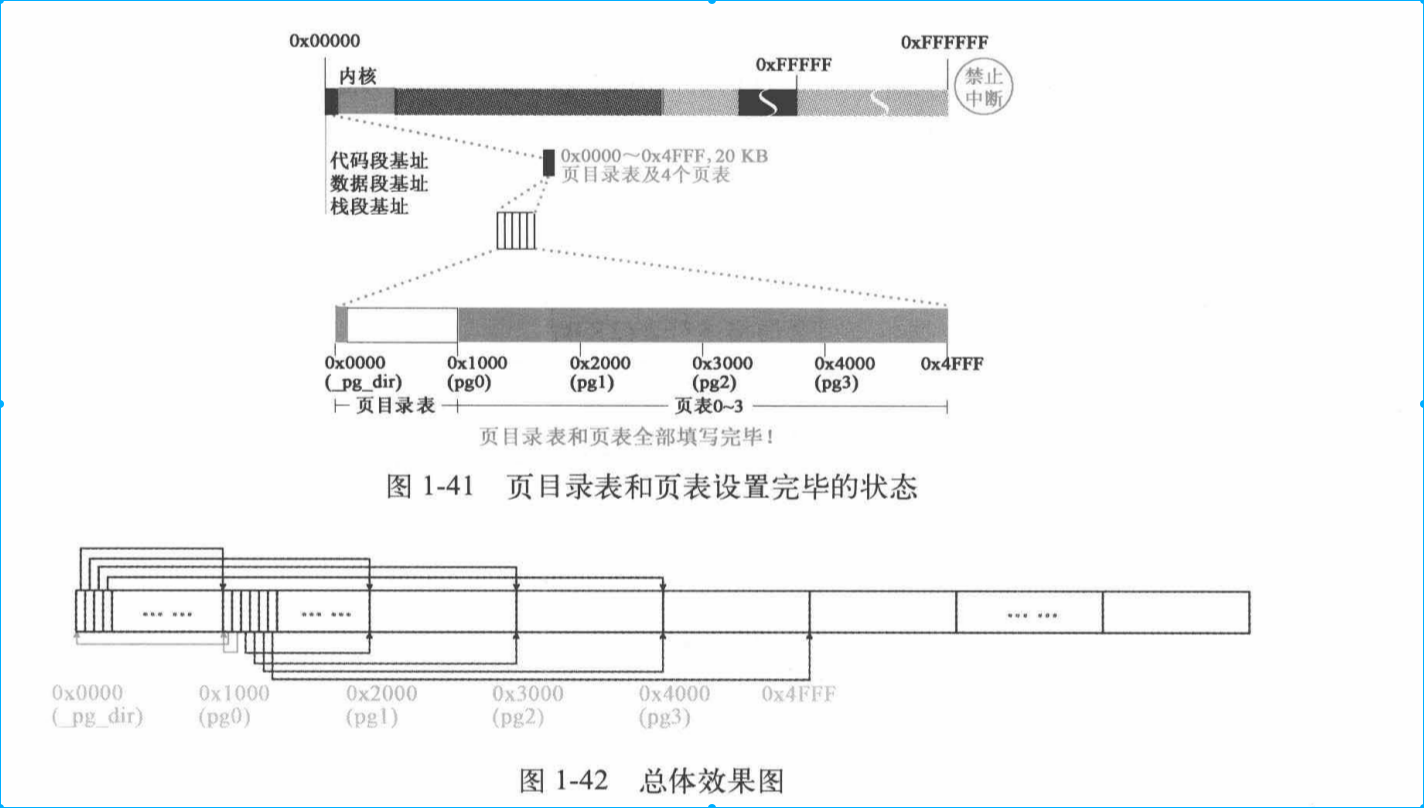 0x00000
0xFFFFFF
0xFFFFF
内核
禁止
中断
代码段基址
数据段基址
栈段基址
0x0000～0x4FFF, 20 KB
页目录表及4个页表
0x0000 0x1000 0x2000 0x3000 0x4000 0x4FFF
(_pg_dir) (pg0) (pg1) (pg2) (pg3)
页目录表 页表0~3
页目录表和页表全部填写完毕！
图 1-41 页目录表和页表设置完毕的状态
... ... ... ... ... ...
0x0000 0x1000 0x2000 0x3000 0x4000 0x4FFF
(_pg_dir) (pg0) (pg1) (pg2) (pg3)
图 1-42 总体效果图